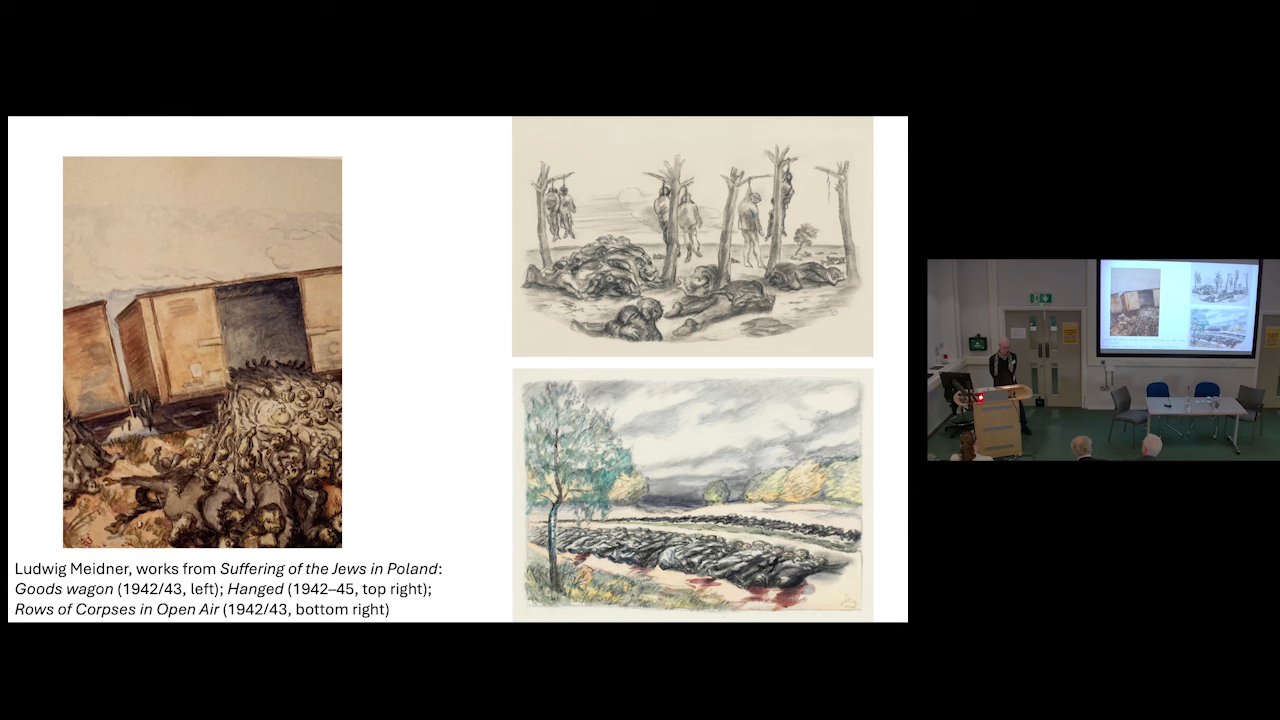 Ludwig Meidner, works from Suffering of the Jews in Poland:
Goods wagon (1942/43, left); Hanged (1942–45, top right);
Rows of Corpses in Open Air (1942/43, bottom right)